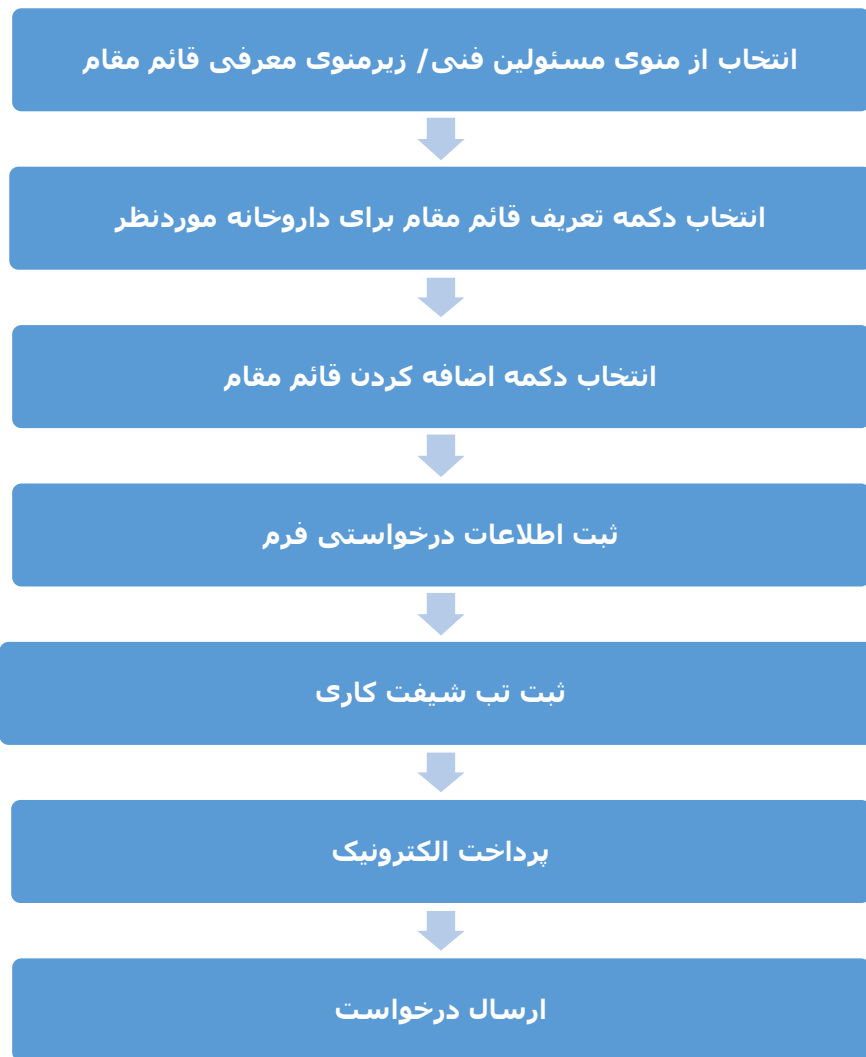 انتخاب از منوی مسئولین فنی/ زیرمنوی معرفی قائم مقام
انتخاب دکمه تعریف قائم مقام برای داروخانه موردنظر
انتخاب دکمه اضافه کردن قائم مقام
ثبت اطلاعات درخواستی فرم
ثبت تب شیفت کاری
پرداخت الکترونیک
ارسال درخواست